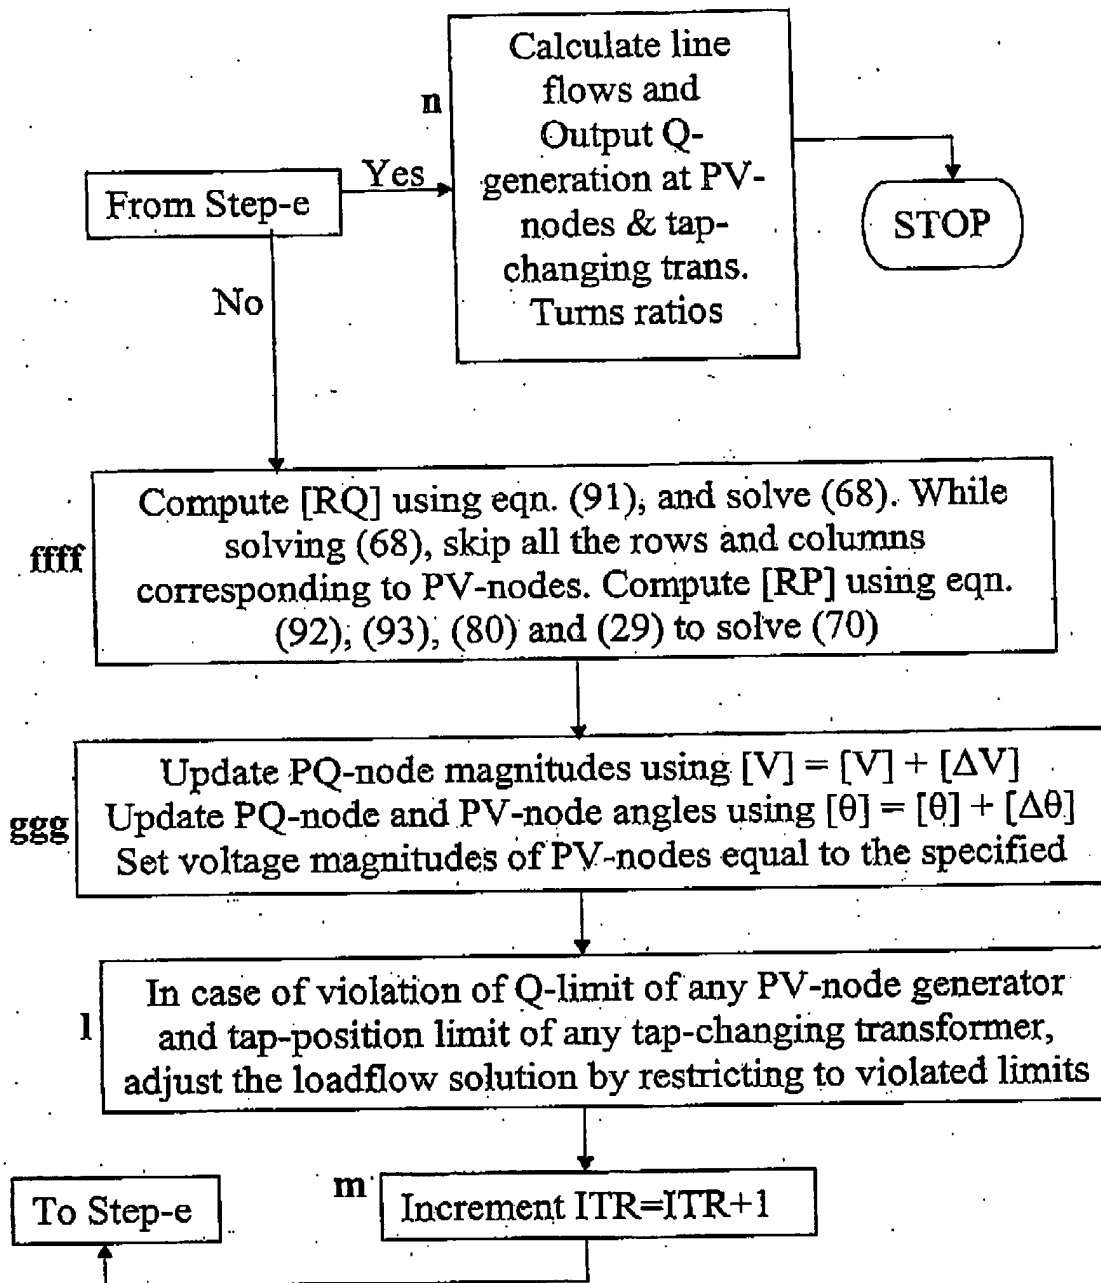 Calculate line
flows and
n
Output Q-
generation at PV-
nodes & tap-
changing trans.
Turns ratios
Yes
From Step-e
STOP
No
Compute [RQ] using eqn. (91), and solve (68). While
solving (68), skip all the rows and columns
ffff
corresponding to PV-nodes. Compute [RP] using eqn.
(92), (93), (80) and (29) to solve (70)
Update PQ-node magnitudes using [V] = [V] + [ΔV]
Update PQ-node and PV-node angles using [θ] = [θ] + [Δθ]
ggg
Set voltage magnitudes of PV-nodes equal to the specified
In case of violation of Q-limit of any PV-node generator
l
and tap-position limit of any tap-changing transformer,
adjust the loadflow solution by restricting to violated limits
m
Increment ITR=ITR+1
To Step-e